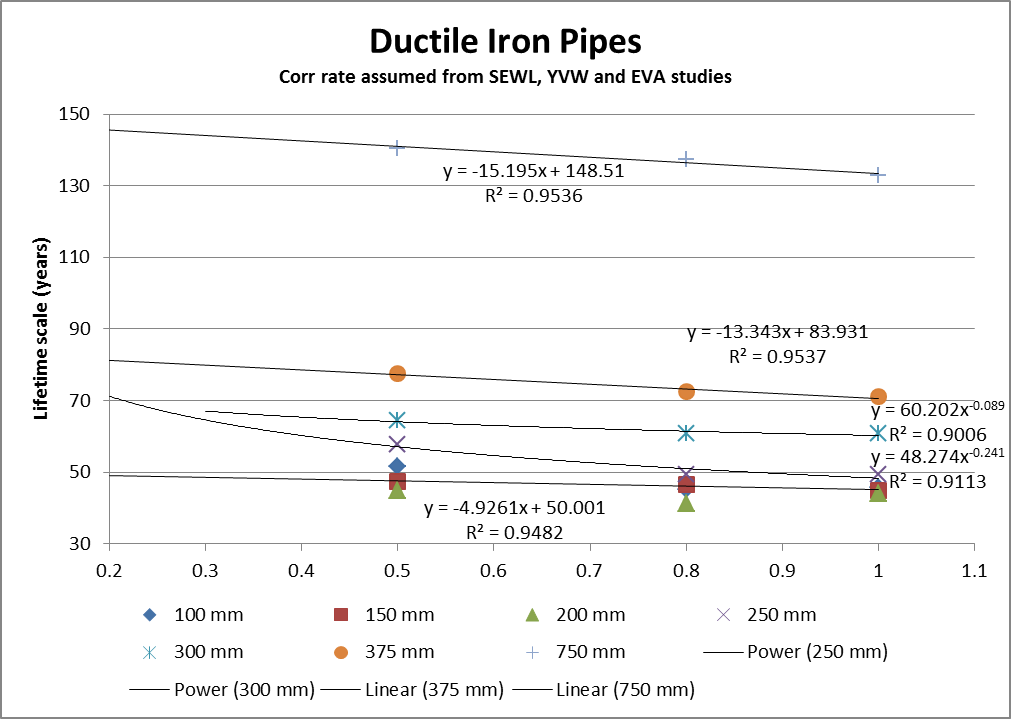 Ductile Iron Pipes
Corr rate assumed from SEWL, YVW and EVA studies
Lifetime scale (years)
150
130
110
90
70
50
30
y = -15.195x + 148.51
R² = 0.9536
y = -13.343x + 83.931
R² = 0.9537
y = 60.202x^-0.089
R² = 0.9006
y = 48.274x^-0.241
R² = 0.9113
y = -4.9261x + 50.001
R² = 0.9482
0.2 0.3 0.4 0.5 0.6 0.7 0.8 0.9 1 1.1
100 mm 150 mm 200 mm 250 mm
300 mm 375 mm 750 mm Power (250 mm)
Power (300 mm) Linear (375 mm) Linear (750 mm)